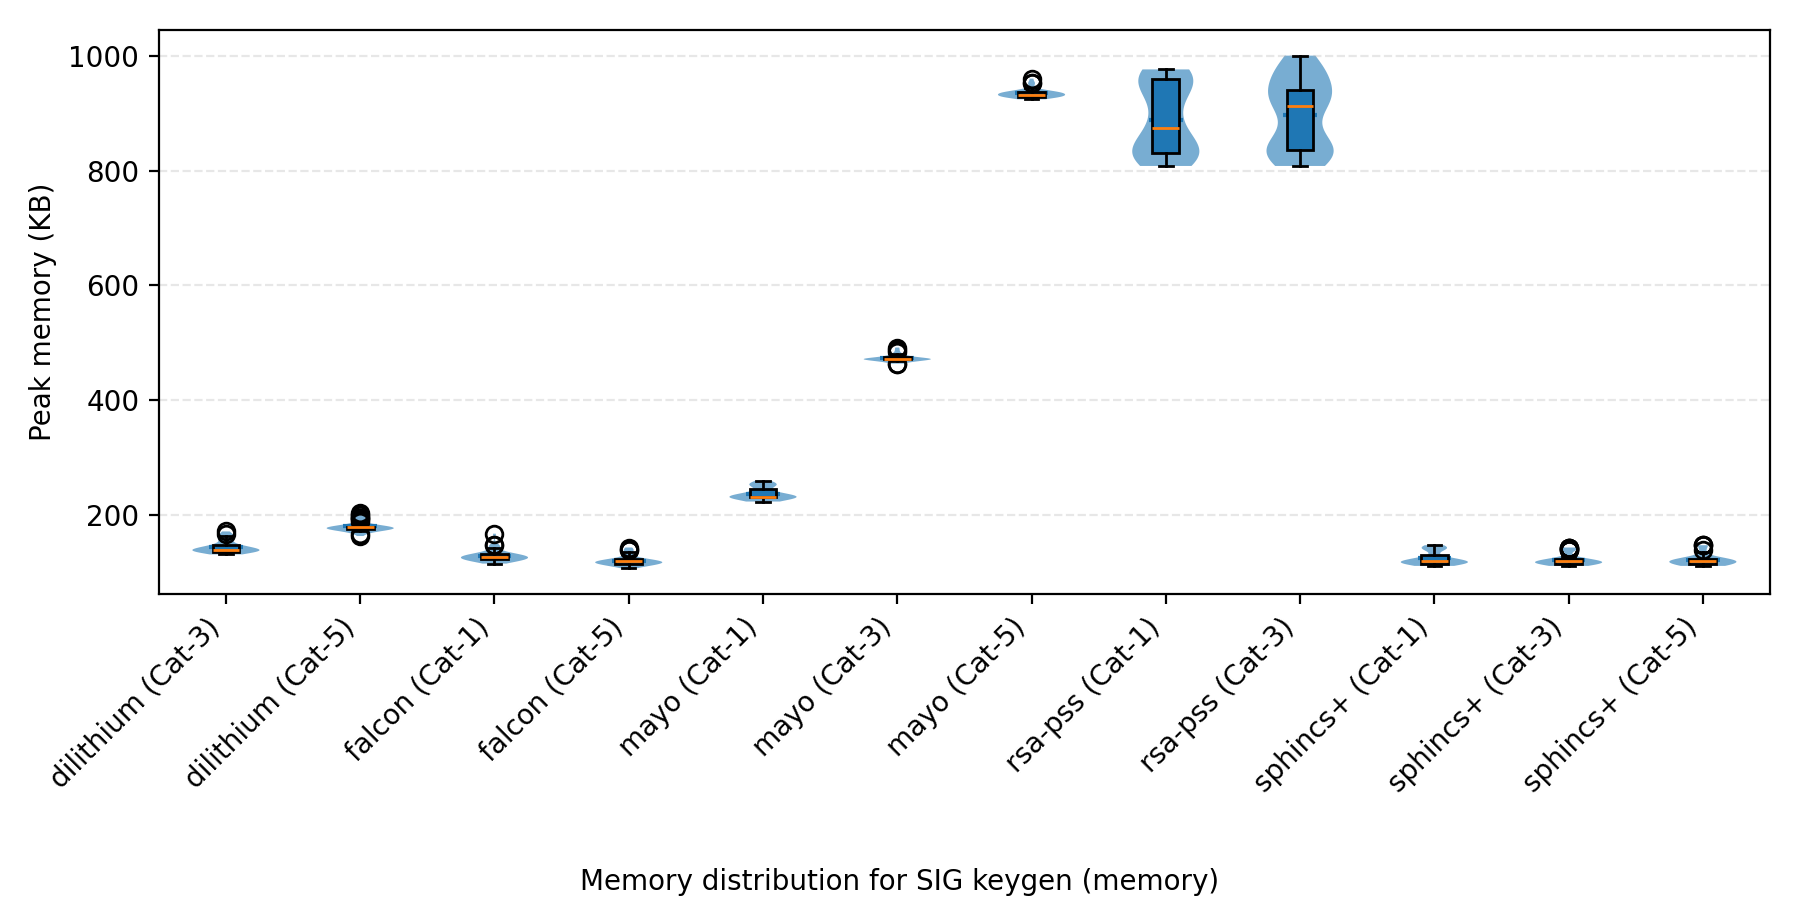 1000
800
600
400
200
Peak memory (KB)
dilithium (Cat-3)
dilithium (Cat-5)
falcon (Cat-1)
falcon (Cat-5)
mayo (Cat-1)
mayo (Cat-3)
mayo (Cat-5)
rsa-pss (Cat-1)
rsa-pss (Cat-3)
sphincs+ (Cat-1)
sphincs+ (Cat-3)
sphincs+ (Cat-5)
Memory distribution for SIG keygen (memory)